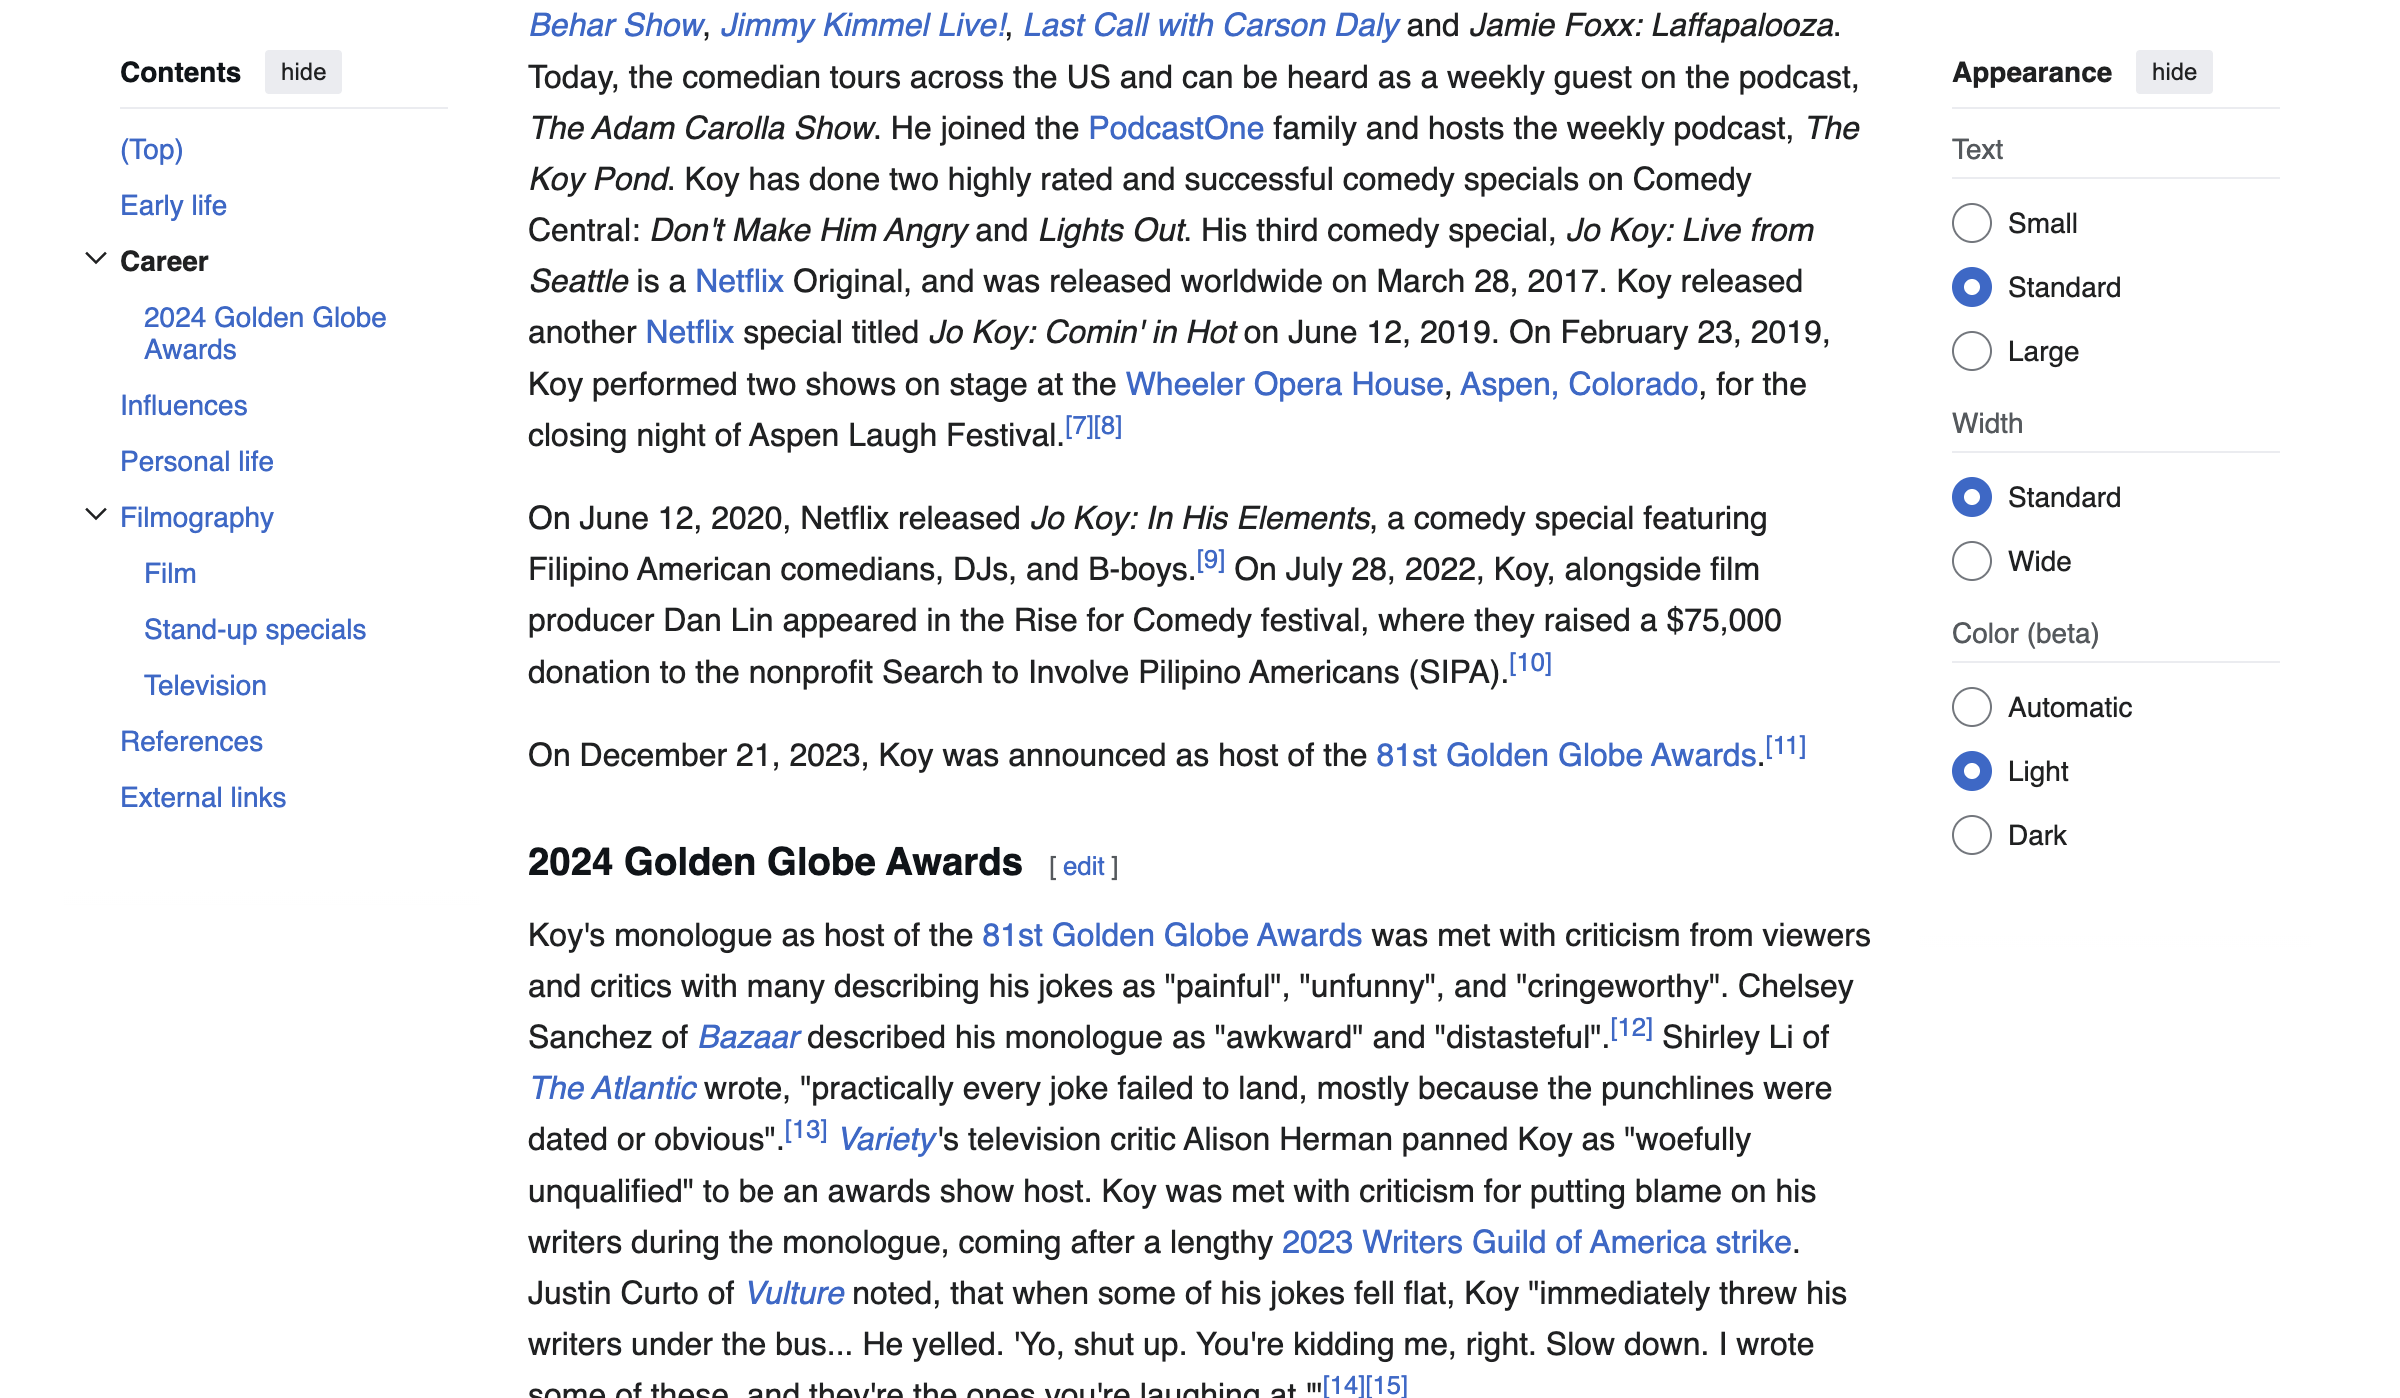 Contents hide
(Top)
Early life
Career
2024 Golden Globe
Awards
Influences
Personal life
Filmography
Film
Stand-up specials
Television
References
External links
Behar Show, Jimmy Kimmel Live!, Last Call with Carson Daly and Jamie Foxx: Laffapalooza.
Today, the comedian tours across the US and can be heard as a weekly guest on the podcast,
The Adam Carolla Show. He joined the PodcastOne family and hosts the weekly podcast, The
Koy Pond. Koy has done two highly rated and successful comedy specials on Comedy
Central: Don't Make Him Angry and Lights Out. His third comedy special, Jo Koy: Live from
Seattle is a Netflix Original, and was released worldwide on March 28, 2017. Koy released
another Netflix special titled Jo Koy: Comin' in Hot on June 12, 2019. On February 23, 2019,
Koy performed two shows on stage at the Wheeler Opera House, Aspen, Colorado, for the
closing night of Aspen Laugh Festival.[7][8]
On June 12, 2020, Netflix released Jo Koy: In His Elements, a comedy special featuring
Filipino American comedians, DJs, and B-boys.[9] On July 28, 2022, Koy, alongside film
producer Dan Lin appeared in the Rise for Comedy festival, where they raised a $75,000
donation to the nonprofit Search to Involve Pilipino Americans (SIPA).[10]
On December 21, 2023, Koy was announced as host of the 81st Golden Globe Awards.[11]
2024 Golden Globe Awards [ edit ]
Koy's monologue as host of the 81st Golden Globe Awards was met with criticism from viewers
and critics with many describing his jokes as "painful", "unfunny", and "cringeworthy". Chelsey
Sanchez of Bazaar described his monologue as "awkward" and "distasteful".[12] Shirley Li of
The Atlantic wrote, "practically every joke failed to land, mostly because the punchlines were
dated or obvious".[13] Variety's television critic Alison Herman panned Koy as "woefully
unqualified" to be an awards show host. Koy was met with criticism for putting blame on his
writers during the monologue, coming after a lengthy 2023 Writers Guild of America strike.
Justin Curto of Vulture noted, that when some of his jokes fell flat, Koy "immediately threw his
writers under the bus... He yelled. 'Yo, shut up. You're kidding me, right. Slow down. I wrote
some of these, and they're the ones you're laughing at.'"[14][15]
Appearance hide
Text
Small
Standard
Large
Width
Standard
Wide
Color (beta)
Automatic
Light
Dark